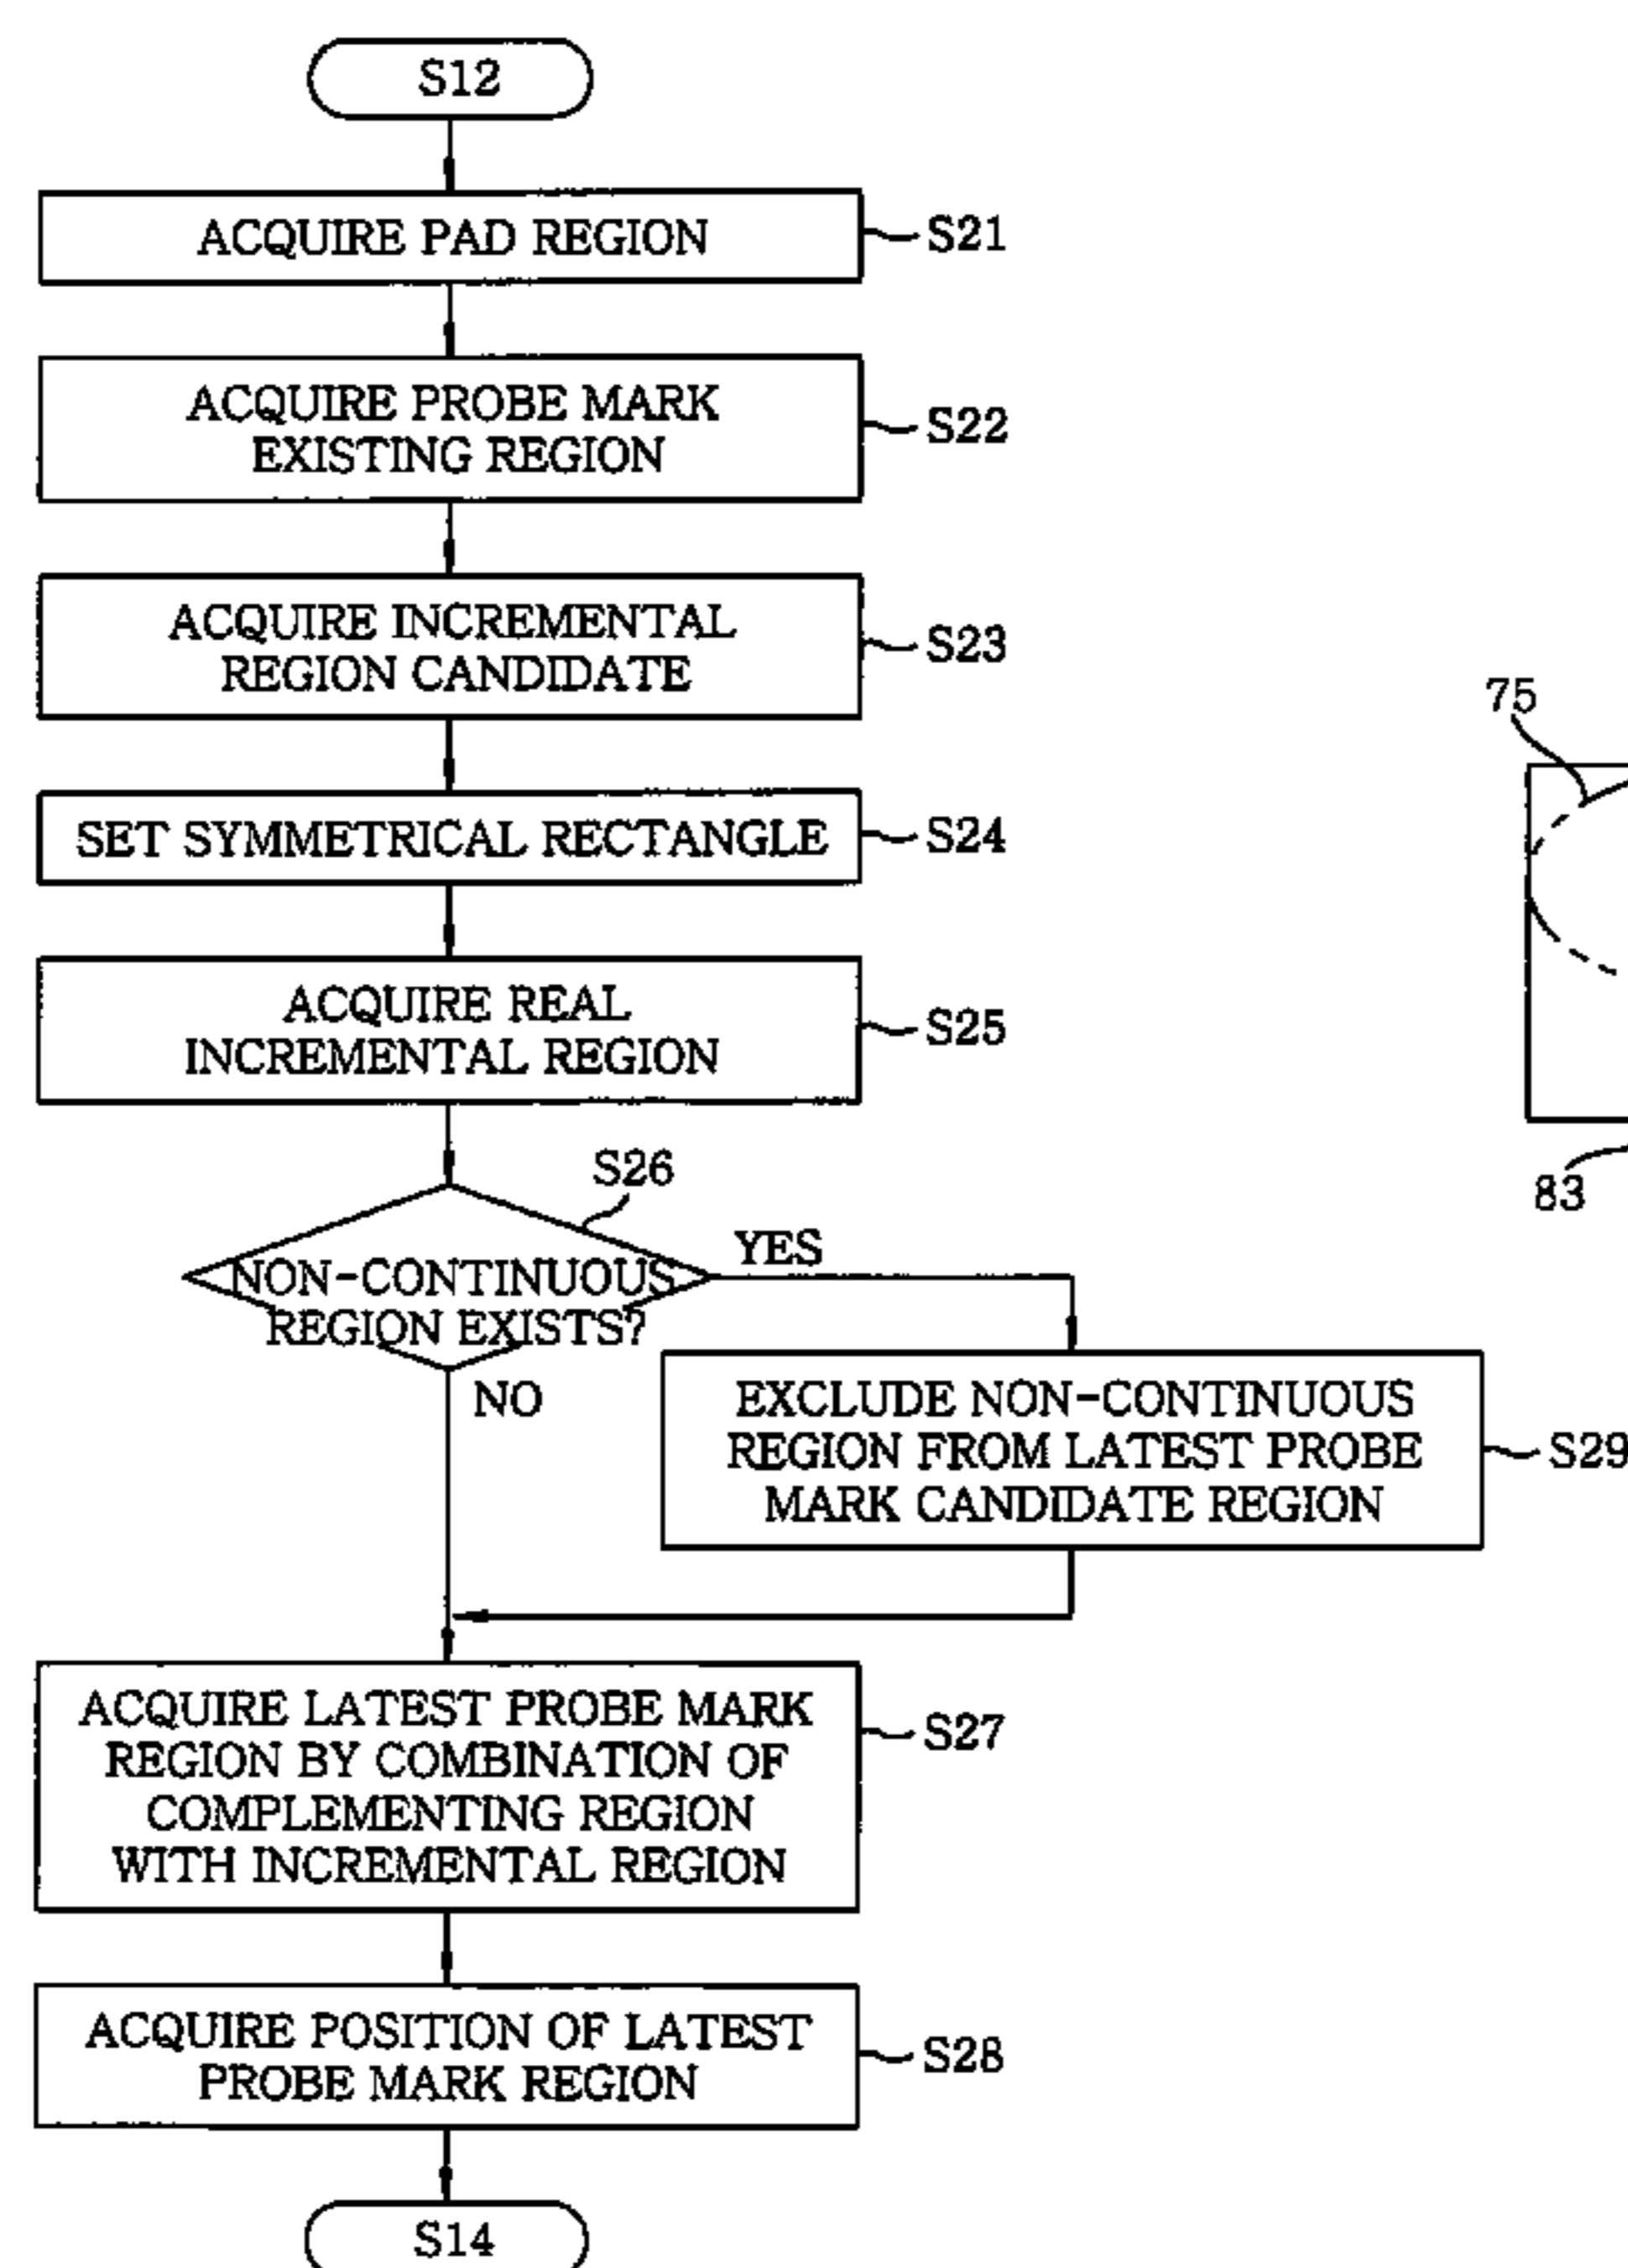 S12
ACQUIRE PAD REGION
S21
ACQUIRE PROBE MARK
EXISTING REGION
S22
ACQUIRE INCREMENTAL
REGION CANDIDATE
S23
SET SYMMETRICAL RECTANGLE
S24
ACQUIRE REAL
INCREMENTAL REGION
S25
S26
NON-CONTINUOUS
REGION EXISTS?
YES
NO
EXCLUDE NON-CONTINUOUS
REGION FROM LATEST PROBE
MARK CANDIDATE REGION
S29
ACQUIRE LATEST PROBE MARK
REGION BY COMBINATION OF
COMPLEMENTING REGION
WITH INCREMENTAL REGION
S27
ACQUIRE POSITION OF LATEST
PROBE MARK REGION
S28
S14
75
83